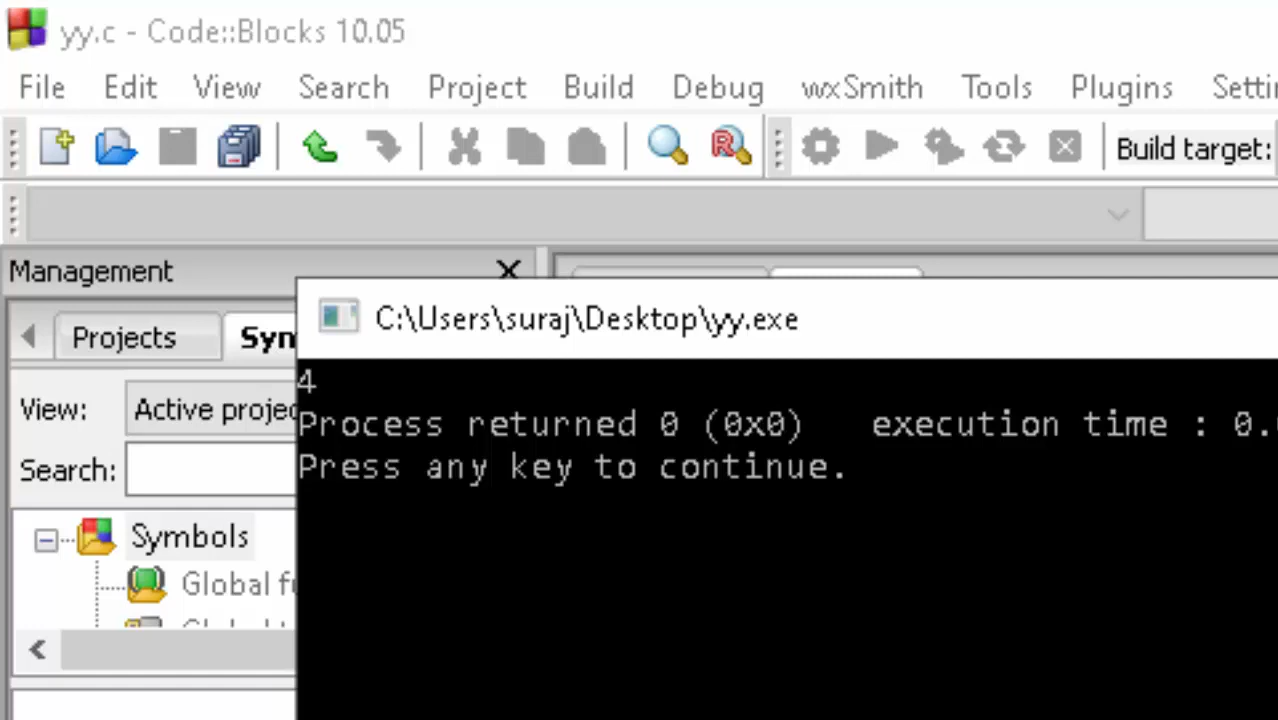 yy.c - Code::Blocks 10.05
File Edit View Search Project Build Debug wxSmith Tools Plugins
Build target:
Management
C:\Users\suraj\Desktop\yy.exe
Projects
4
View: Active
Process returned 0 (0x0) execution time : 0.
Search:
Press any key to continue.
Symbols
Global